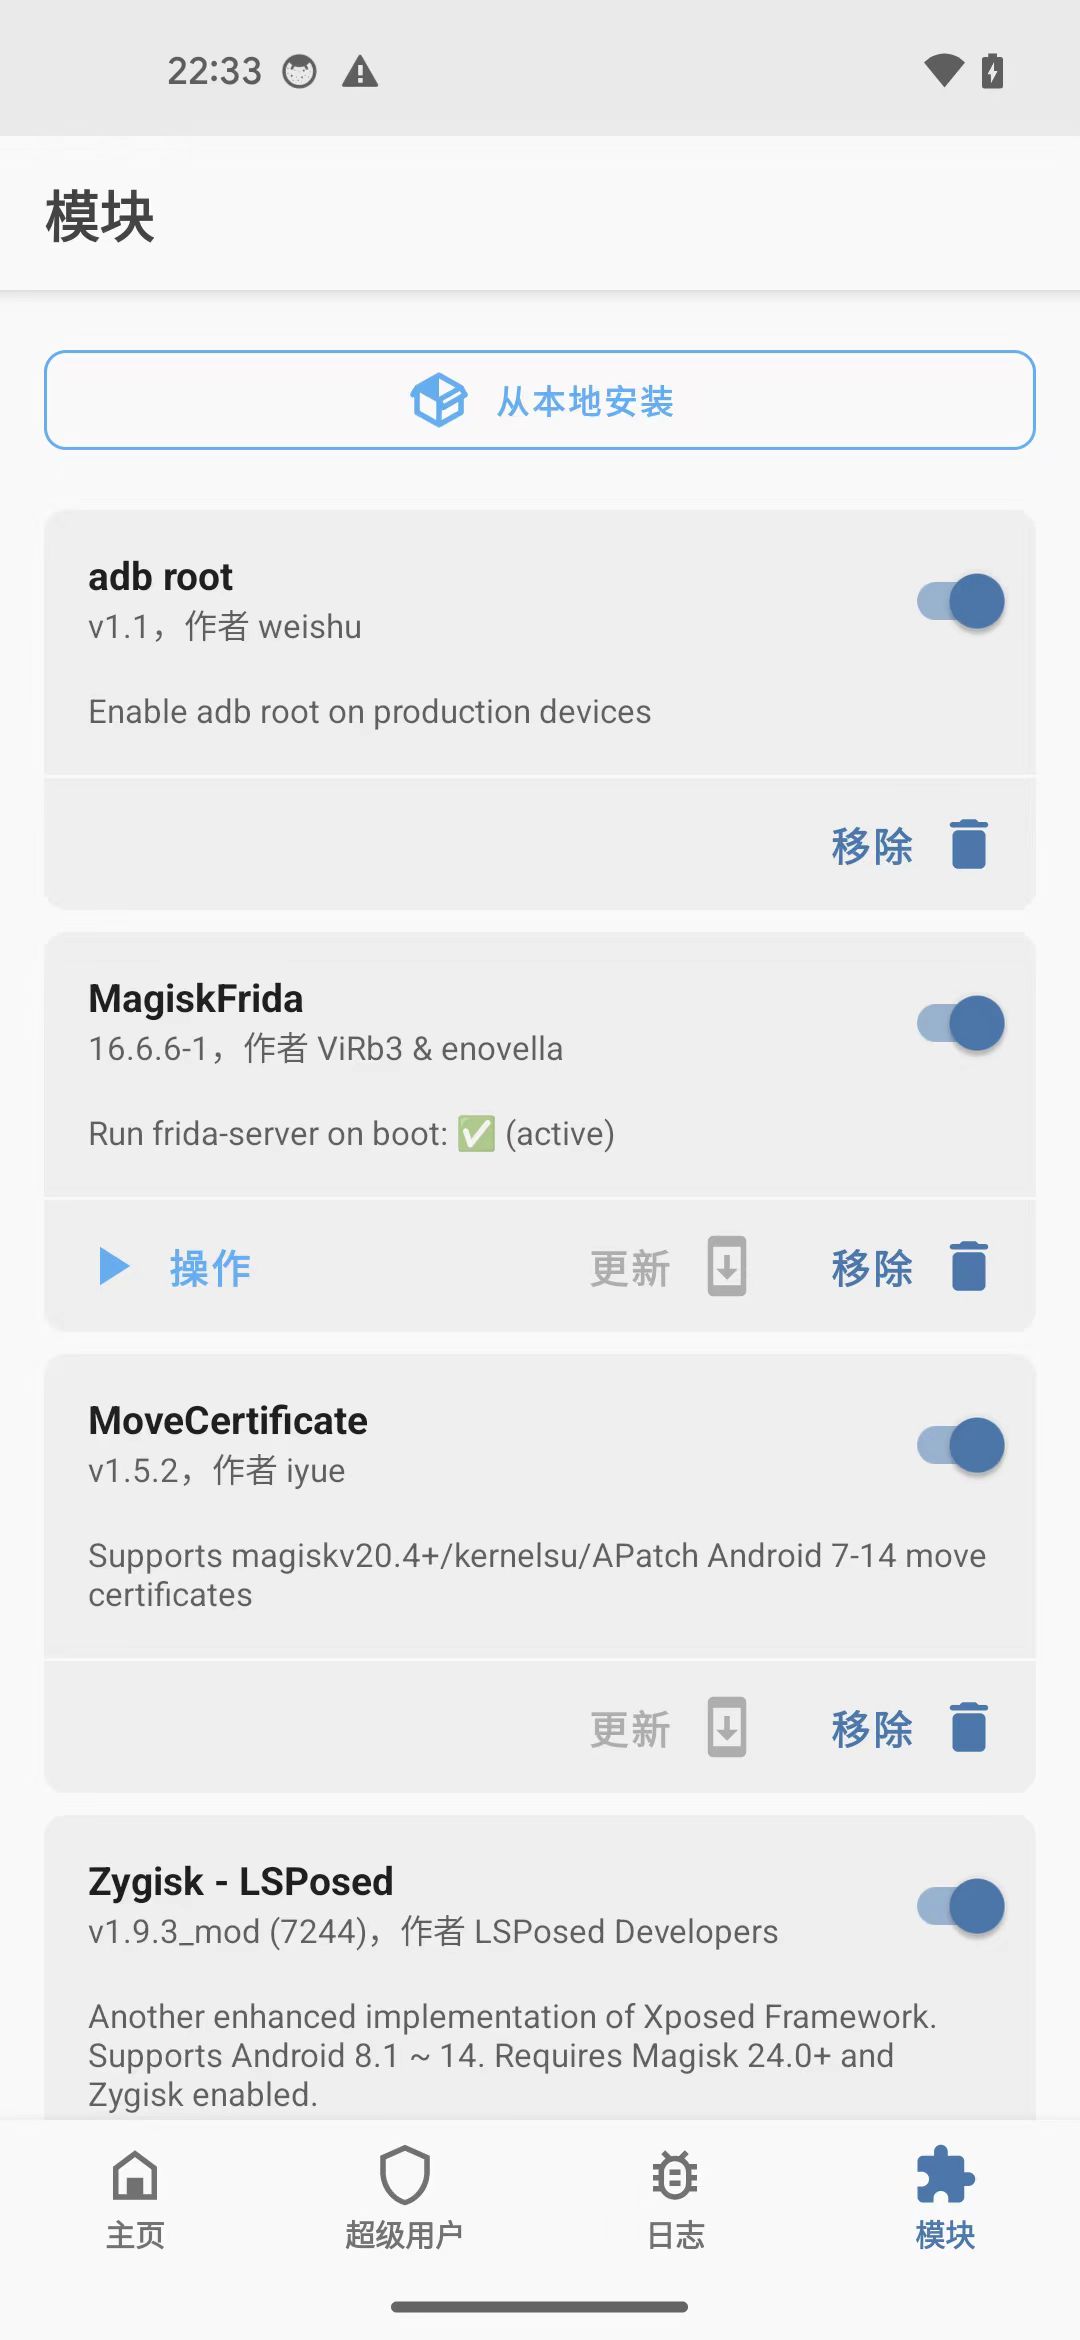 22:33
模块
从本地安装
adb root
v1.1，作者 weishu
Enable adb root on production devices
移除
MagiskFrida
16.6.6-1，作者 ViRb3 & enovella
Run frida-server on boot: ✅ (active)
操作 更新 移除
MoveCertificate
v1.5.2，作者 iyue
Supports magiskv20.4+/kernelsu/APatch Android 7-14 move
certificates
更新 移除
Zygisk - LSPosed
v1.9.3_mod (7244)，作者 LSPosed Developers
Another enhanced implementation of Xposed Framework.
Supports Android 8.1 ~ 14. Requires Magisk 24.0+ and
Zygisk enabled.
主页 超级用户 日志 模块